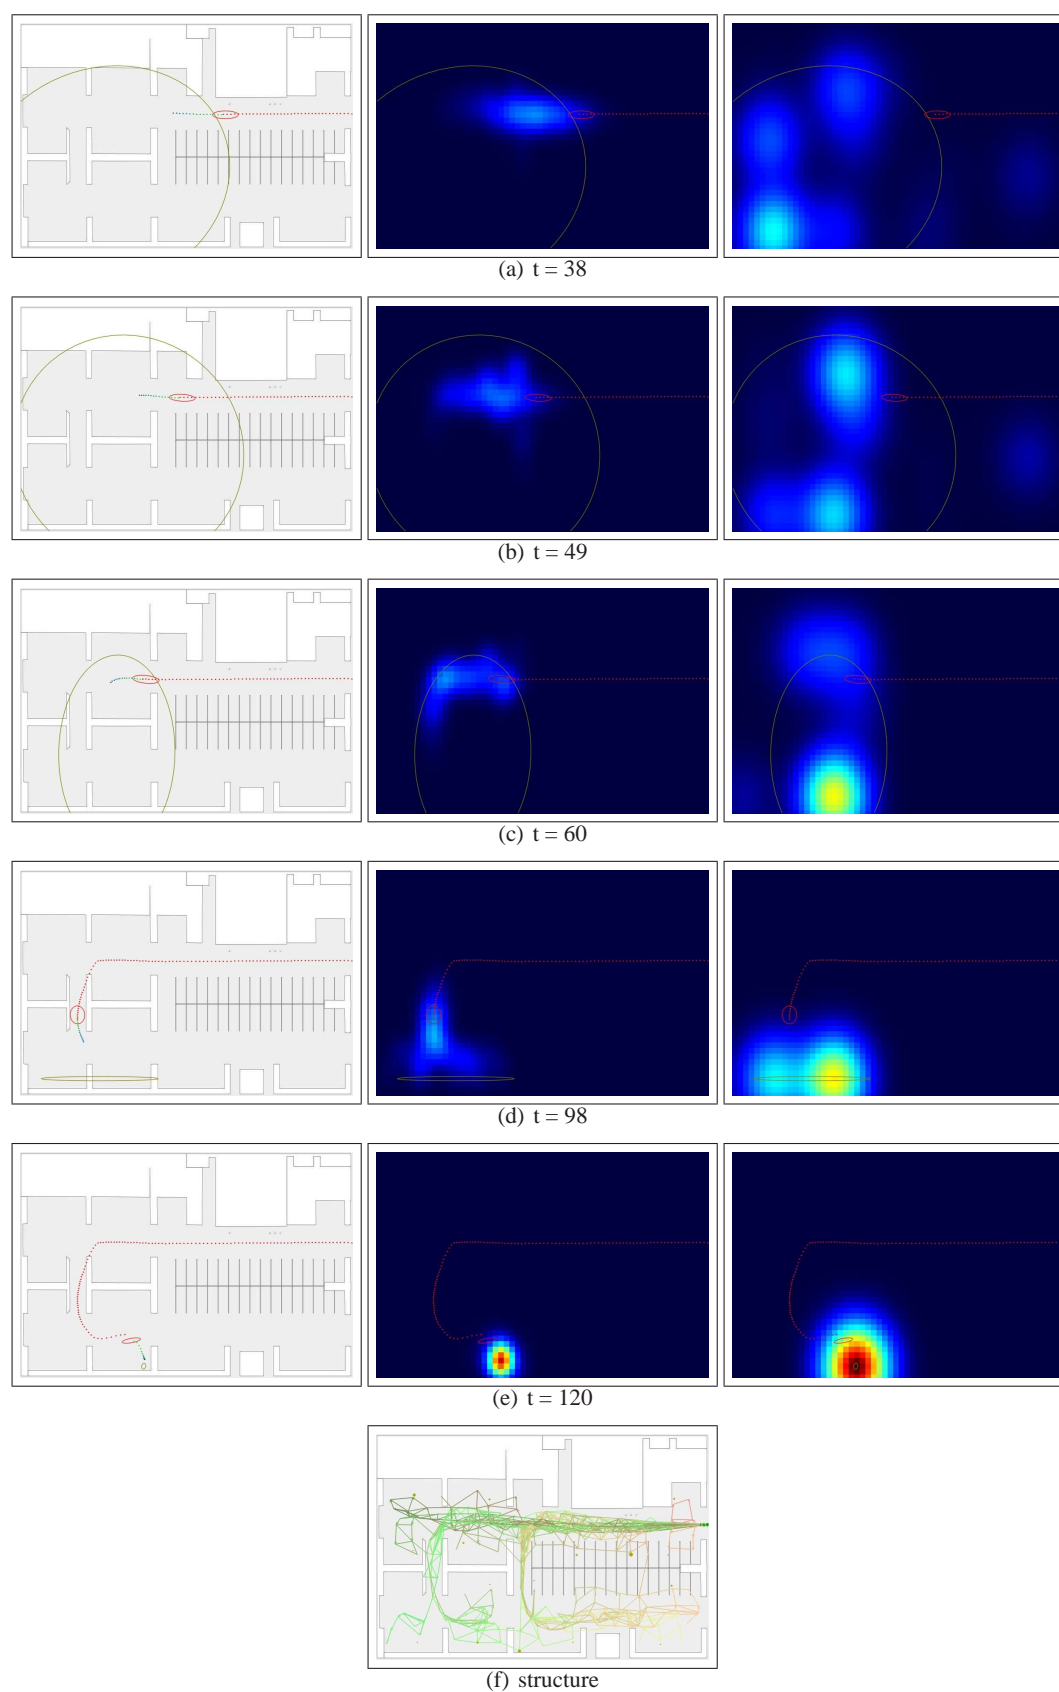 (a) t = 38
(b) t = 49
(c) t = 60
(d) t = 98
(e) t = 120
(f) structure